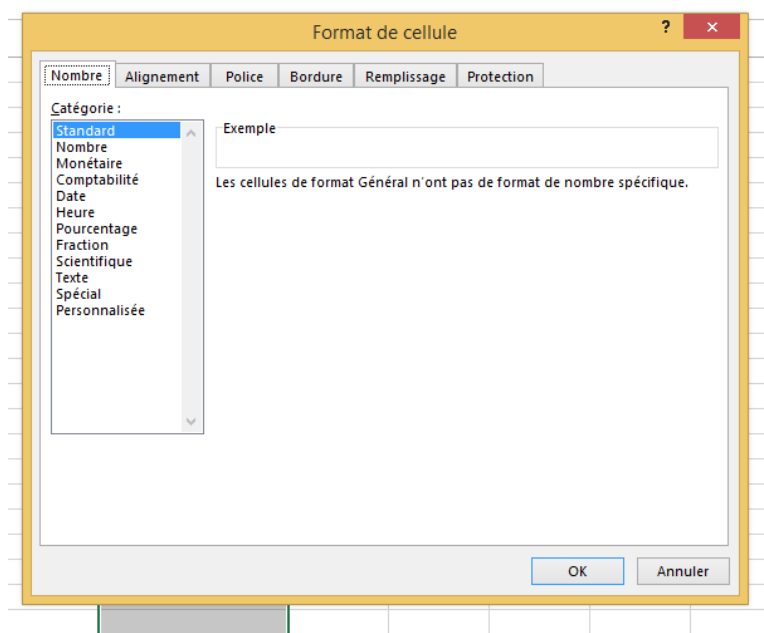 Format de cellule
?
Nombre Alignement Police Bordure Remplissage Protection
Catégorie :
Standard
Nombre
Monétaire
Comptabilité
Date
Heure
Pourcentage
Fraction
Scientifique
Texte
Spécial
Personnalisée
Exemple
Les cellules de format Général n'ont pas de format de nombre spécifique.
OK Annuler